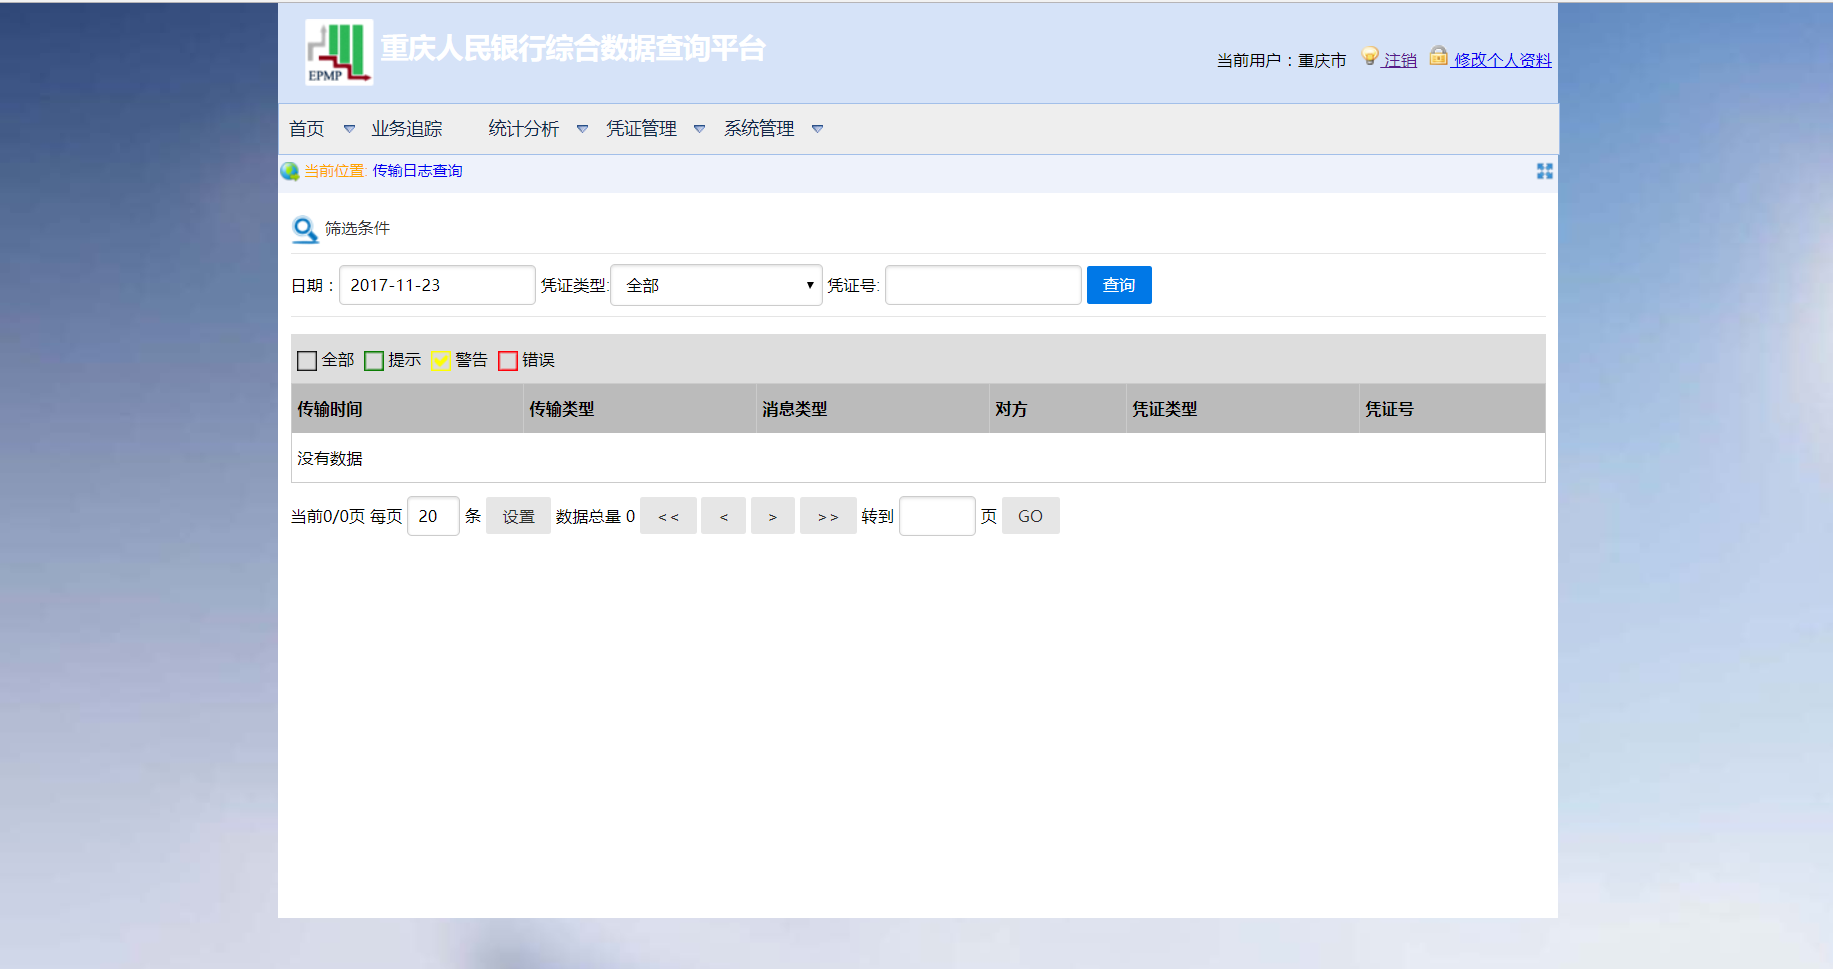 EPMP
重庆人民银行综合数据查询平台
当前用户：重庆市 注销 修改个人资料
首页 业务追踪 统计分析 凭证管理 系统管理
当前位置: 传输日志查询
筛选条件
日期： 2017-11-23 凭证类型: 全部 凭证号: 查询
全部 提示 警告 错误
传输时间 传输类型 消息类型 对方 凭证类型 凭证号
没有数据
当前0/0页 每页 20 条 设置 数据总量 0 << < > >> 转到 页 GO